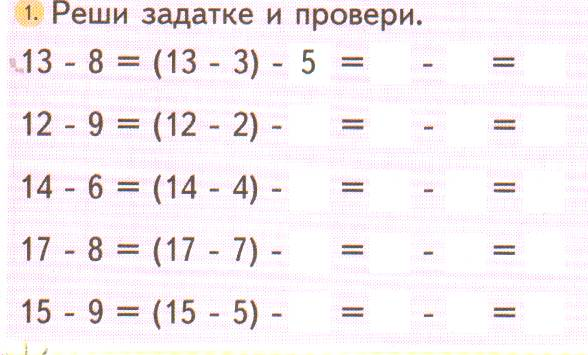 1. Реши задатке и провери.
13 - 8 = (13 - 3) - 5 = - =
12 - 9 = (12 - 2) - = - =
14 - 6 = (14 - 4) - = - =
17 - 8 = (17 - 7) - = - =
15 - 9 = (15 - 5) - = - =